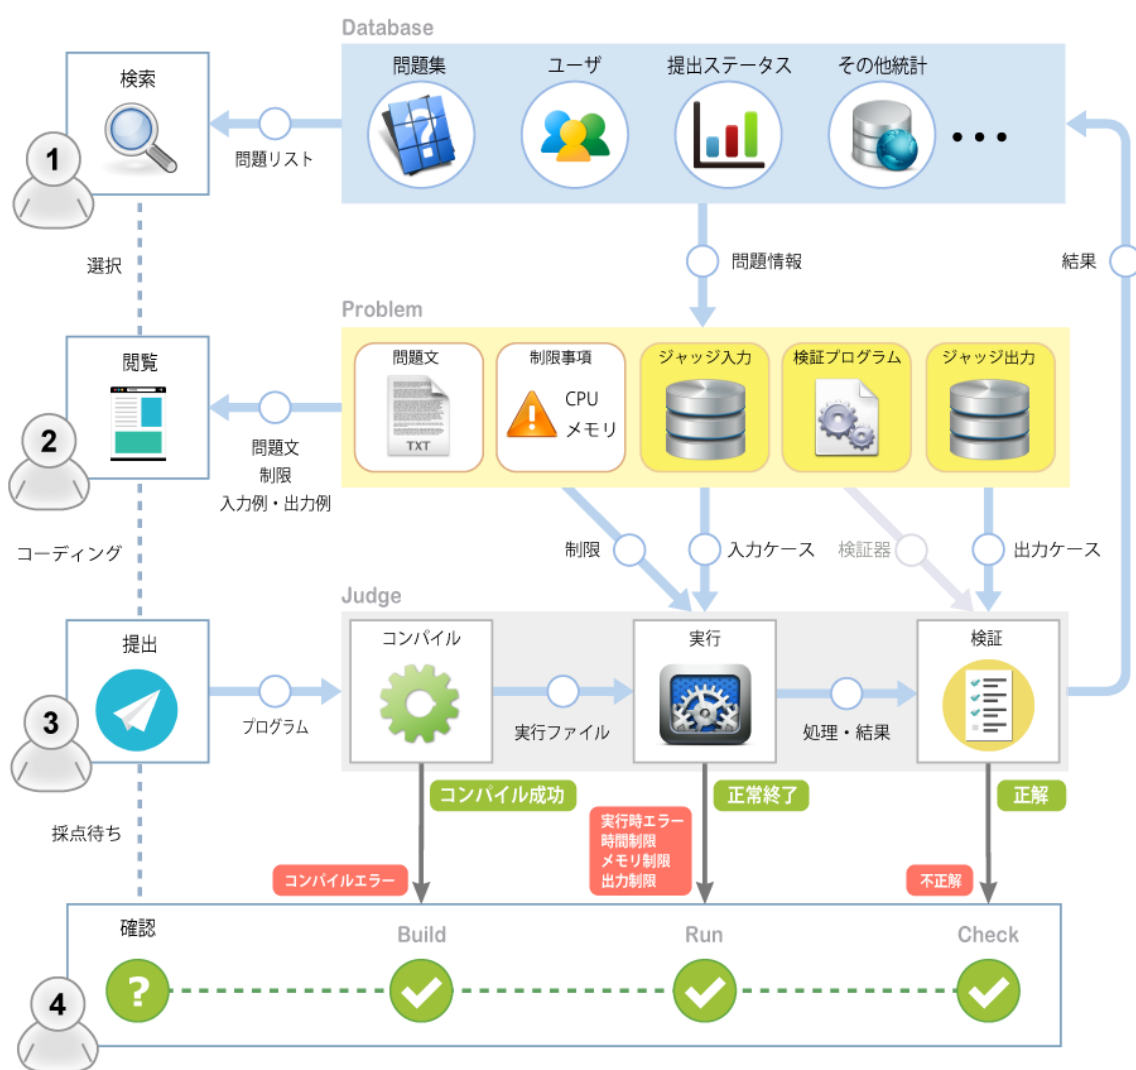 Database
検索
問題集
ユーザ
提出ステータス
その他統計
•••
1
問題リスト
選択
問題情報
結果
Problem
閲覧
問題文
TXT
制限事項
CPU
メモリ
ジャッジ入力
検証プログラム
ジャッジ出力
2
問題文
制限
入力例・出力例
コーディング
制限
入力ケース
検証器
出力ケース
Judge
提出
コンパイル
実行
検証
3
プログラム
実行ファイル
処理・結果
コンパイル成功
正常終了
正解
採点待ち
実行時エラー
時間制限
メモリ制限
出力制限
コンパイルエラー
不正解
確認
Build
Run
Check
?
4